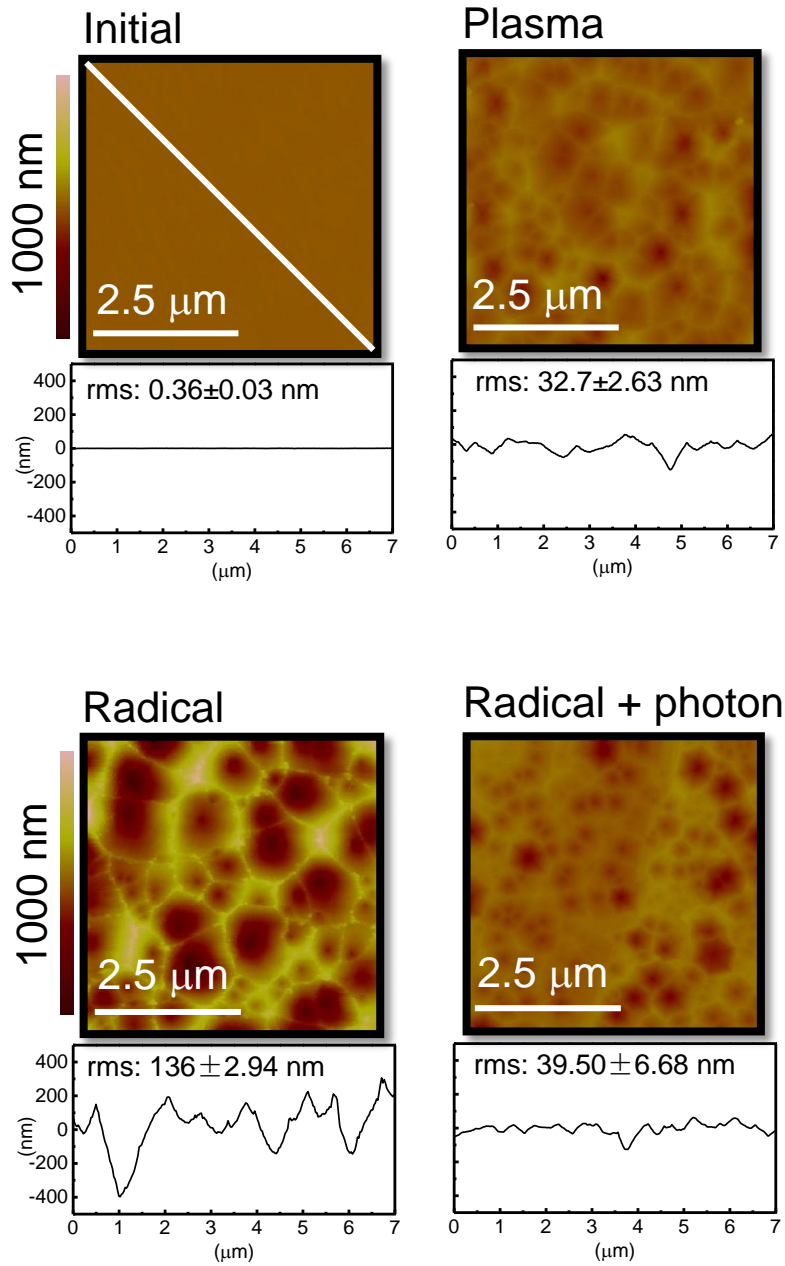 Initial
Plasma
1000 nm
2.5 μm
2.5 μm
rms: 0.36±0.03 nm
rms: 32.7±2.63 nm
400
200
0
-200
-400
(nm)
0 1 2 3 4 5 6 7
(μm)
0 1 2 3 4 5 6 7
(μm)
Radical
Radical + photon
1000 nm
2.5 μm
2.5 μm
rms: 136±2.94 nm
rms: 39.50±6.68 nm
400
200
0
-200
-400
(nm)
0 1 2 3 4 5 6 7
(μm)
0 1 2 3 4 5 6 7
(μm)